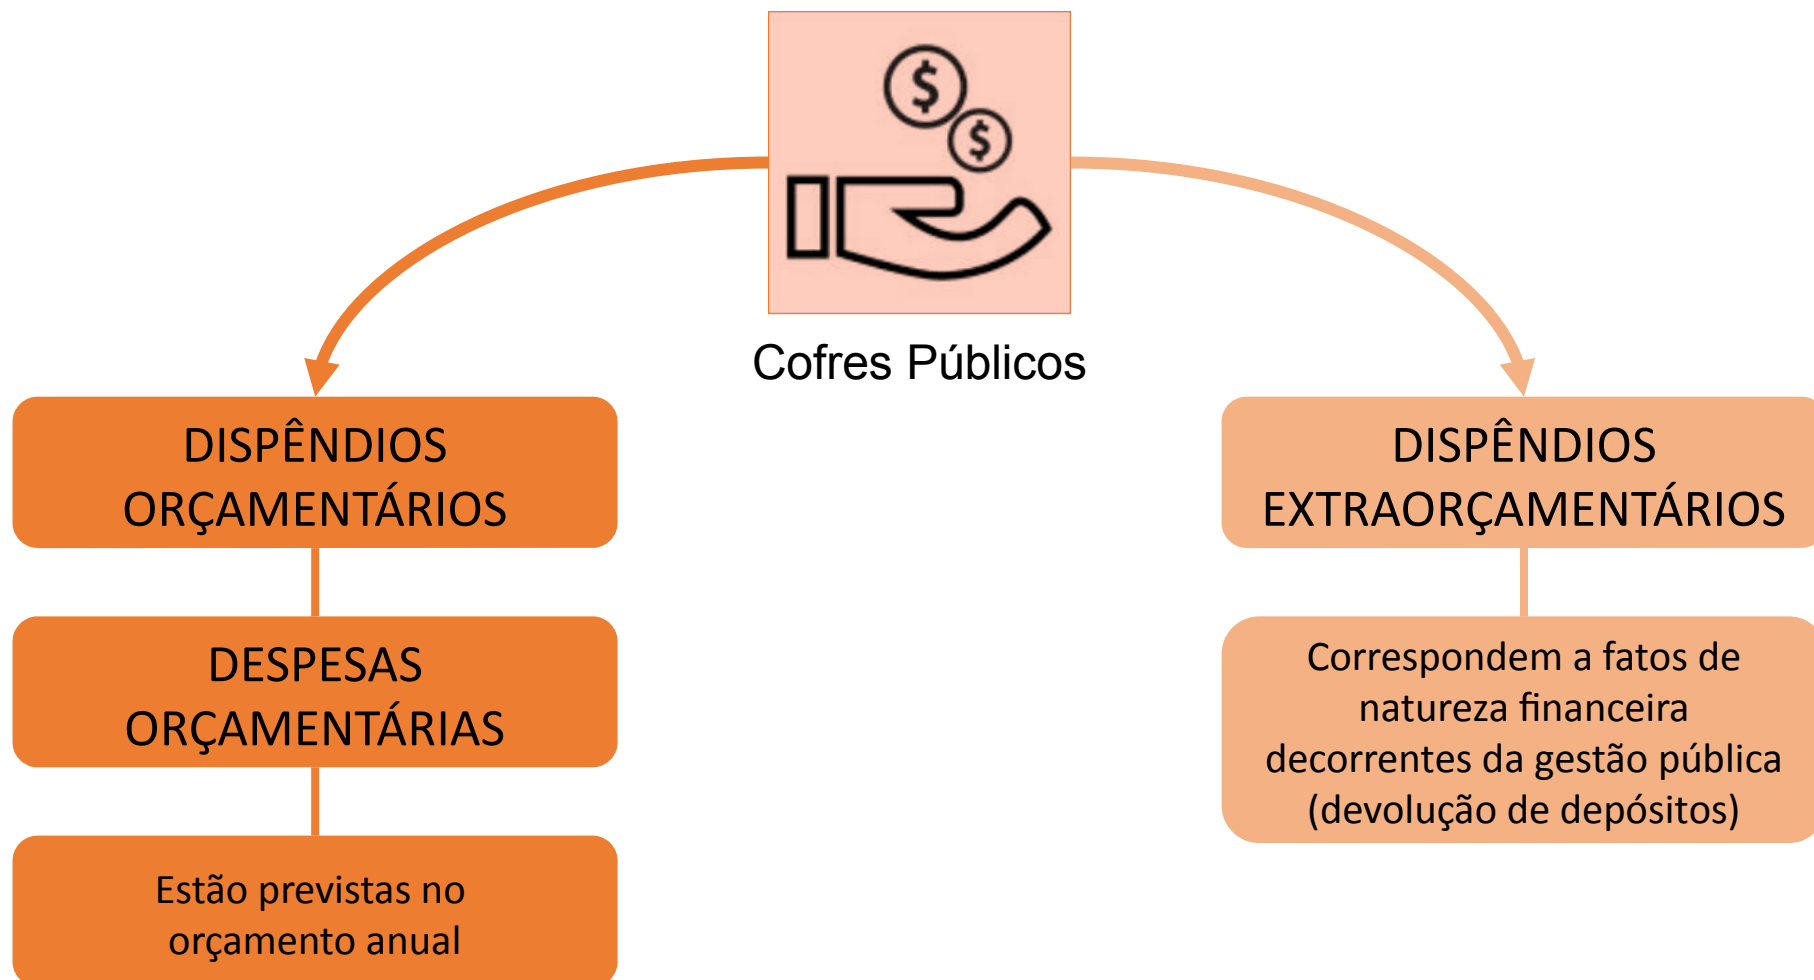 $
$
Cofres Públicos
DISPÊNDIOS
ORÇAMENTÁRIOS
DESPESAS
ORÇAMENTÁRIAS
Estão previstas no
orçamento anual
DISPÊNDIOS
EXTRAORÇAMENTÁRIOS
Correspondem a fatos de
natureza financeira
decorrentes da gestão pública
(devolução de depósitos)